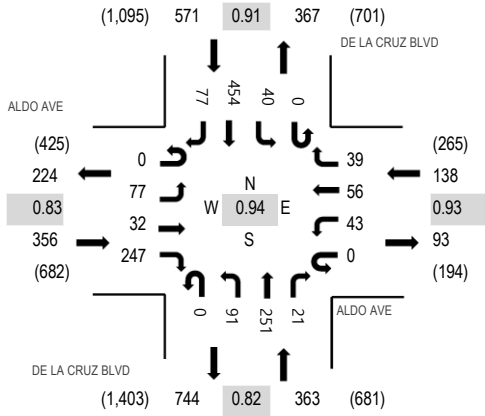 (1,095) 571 0.91 367 (701)
DE LA CRUZ BLVD
77 454 40 0
ALDO AVE
(425) (265)
0 39
224 138
77 N 56
0.83 W 0.94 E 0.93
32 S 43
356 93
247 0
(682) (194)
0 91 251 21
ALDO AVE
DE LA CRUZ BLVD
(1,403) 744 0.82 363 (681)